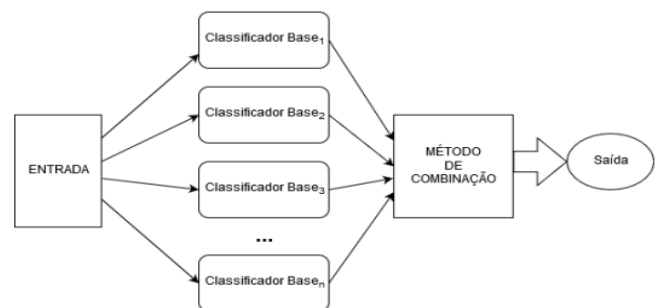 Classificador Base1
Classificador Base2
ENTRADA
Classificador Base3
...
Classificador Basen
MÉTODO
DE
COMBINAÇÃO
Saída